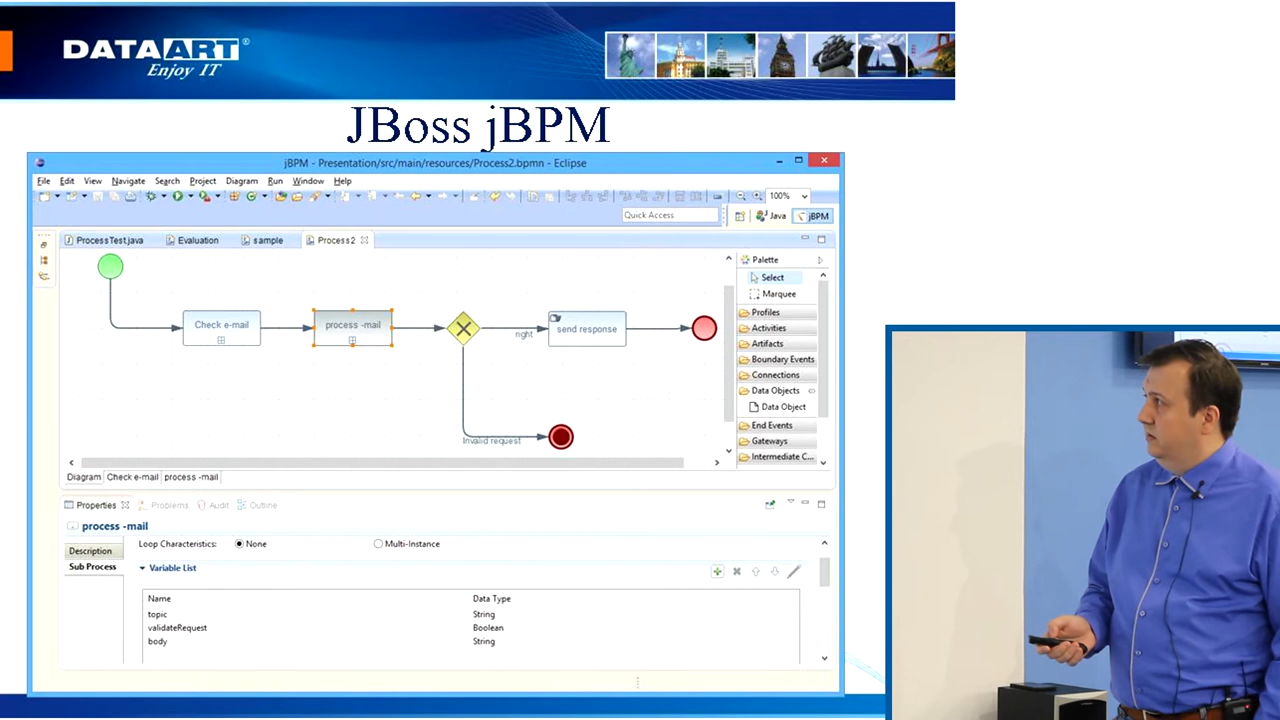 DATAART®
Enjoy IT
JBoss jBPM
jBPM - Presentation/src/main/resources/Process2.bpmn - Eclipse
File Edit View Navigate Search Project Diagram Run Window Help
100%
Quick Access
Java
jBPM
ProcessTest.java
Evaluation
sample
Process2
Palette
Select
Marquee
Profiles
Activities
Artifacts
Boundary Events
Connections
Data Objects
Data Object
End Events
Gateways
Intermediate C...
Check e-mail
process -mail
right
send response
Invalid request
Diagram Check e-mail process -mail
Properties Problems Audit Outline
process -mail
Description
Sub Process
Loop Characteristics: None Multi-Instance
Variable List
Name Data Type
topic String
validateRequest Boolean
body String